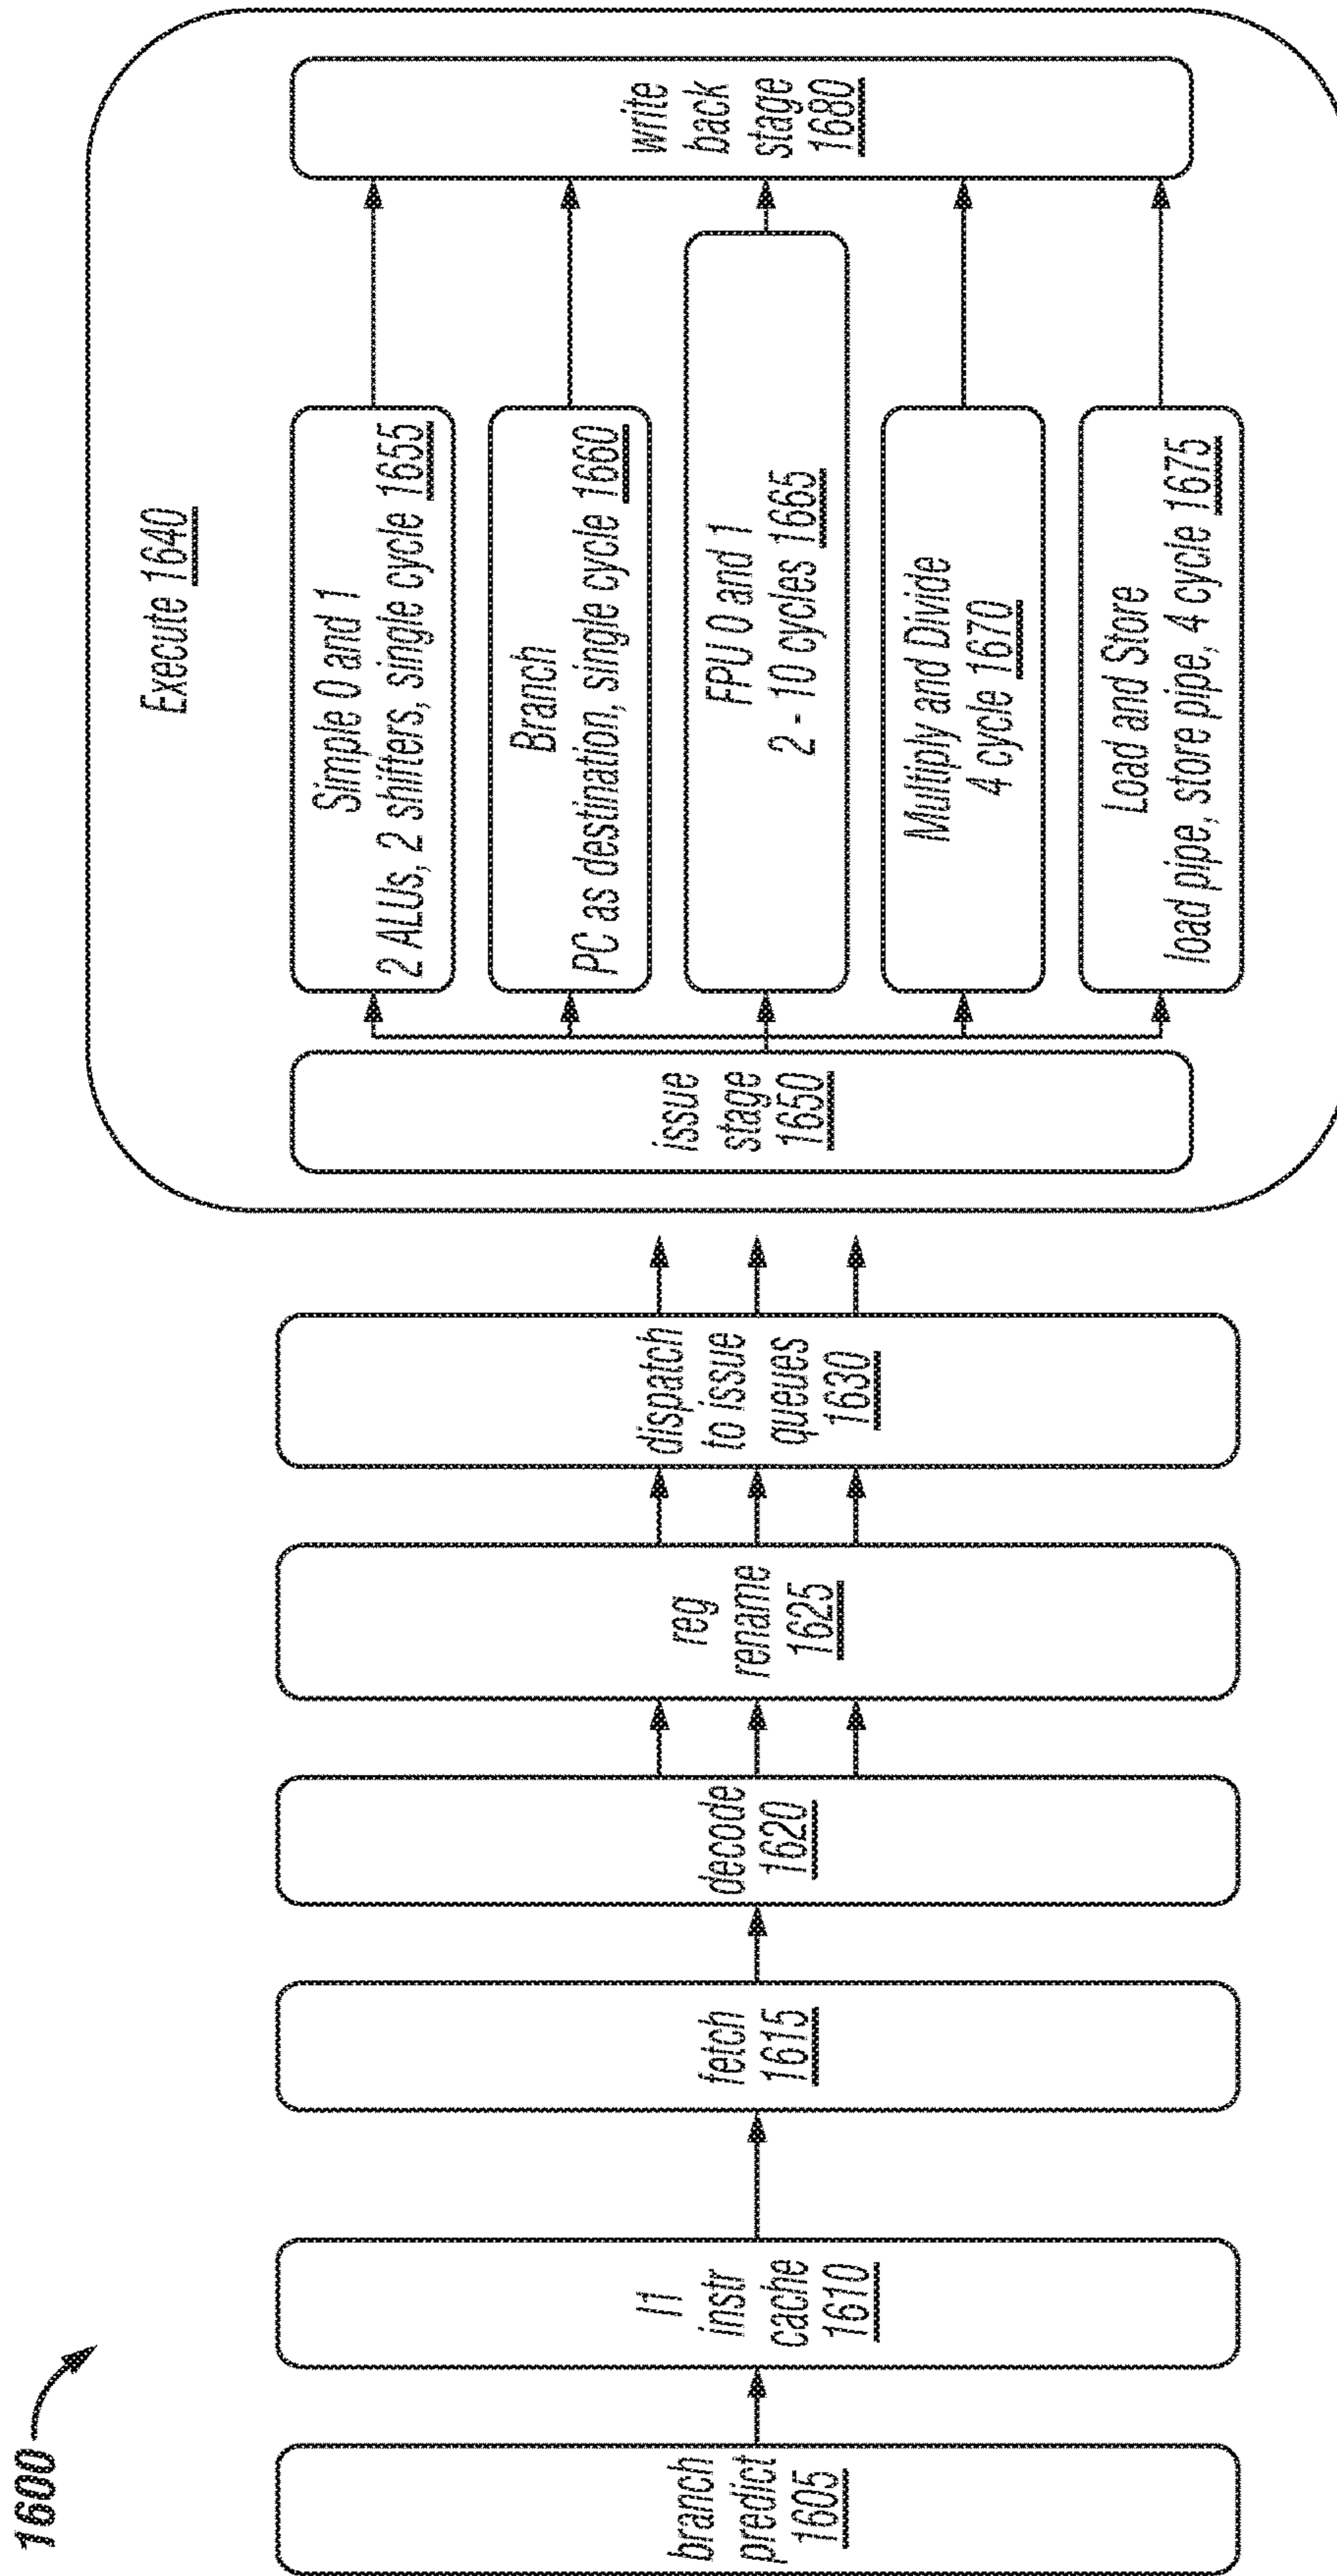 1600
branch
predict
1605
l1
instr
cache
1610
fetch
1615
decode
1620
reg
rename
1625
dispatch
to issue
queues
1630
Execute 1640
issue
stage
1650
Simple 0 and 1
2 ALUs, 2 shifters, single cycle 1655
Branch
PC as destination, single cycle 1660
FPU 0 and 1
2 - 10 cycles 1665
Multiply and Divide
4 cycle 1670
Load and Store
load pipe, store pipe, 4 cycle 1675
write
back
stage
1680